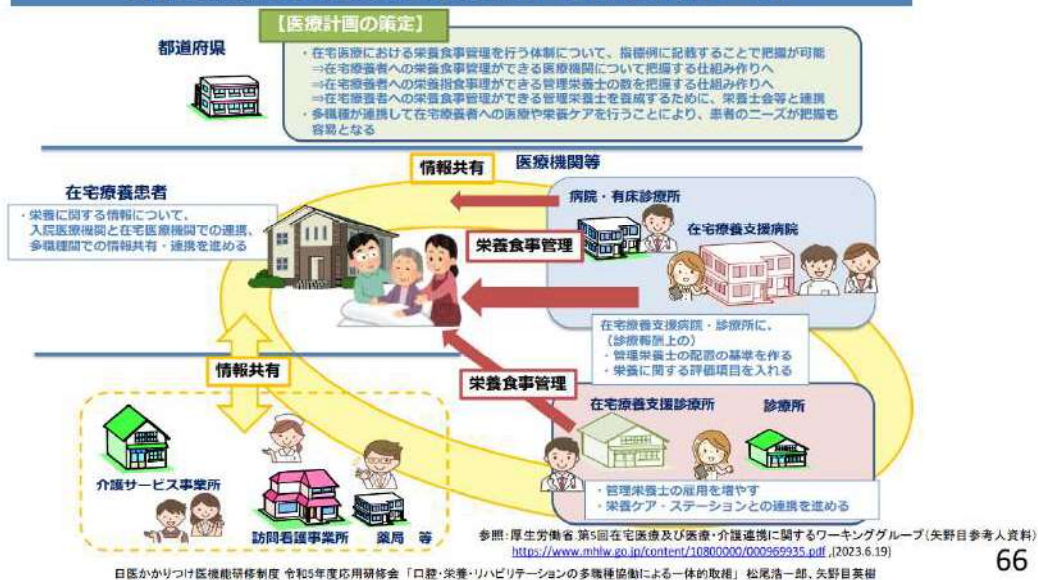 【医療計画の策定】
都道府県
・在宅医療における栄養食事管理を行う体制について、指標例に記載することで把握が可能
⇒在宅療養者への栄養食事管理ができる医療機関について把握する仕組み作りへ
⇒在宅療養者への栄養指食事理ができる管理栄養士の数を把握する仕組み作りへ
⇒在宅療養者への栄養食事管理ができる管理栄養士を養成するために、栄養士会等と連携
・多職種が連携して在宅療養者への医療や栄養ケアを行うことにより、患者のニーズが把握も
容易となる
情報共有
医療機関等
在宅療養患者
・栄養に関する情報について、
入院医療機関と在宅医療機関での連携、
多職種間での情報共有・連携を進める
病院・有床診療所
栄養食事管理
在宅療養支援病院
在宅療養支援病院・診療所に、
（診療報酬上の）
・管理栄養士の配置の基準を作る
・栄養に関する評価項目を入れる
情報共有
栄養食事管理
在宅療養支援診療所
診療所
介護サービス事業所
・管理栄養士の雇用を増やす
・栄養ケア・ステーションとの連携を進める
訪問看護事業所
薬局 等
参照:厚生労働省.第5回在宅医療及び医療・介護連携に関するワーキンググループ(矢野目参考人資料)
https://www.mhlw.go.jp/content/10800000/000969935.pdf ,(2023.6.19)
66
日医かかりつけ医機能研修制度 令和5年度応用研修会 「口腔・栄養・リハビリテーションの多職種協働による一体的取組」 松尾浩一郎、矢野目英樹